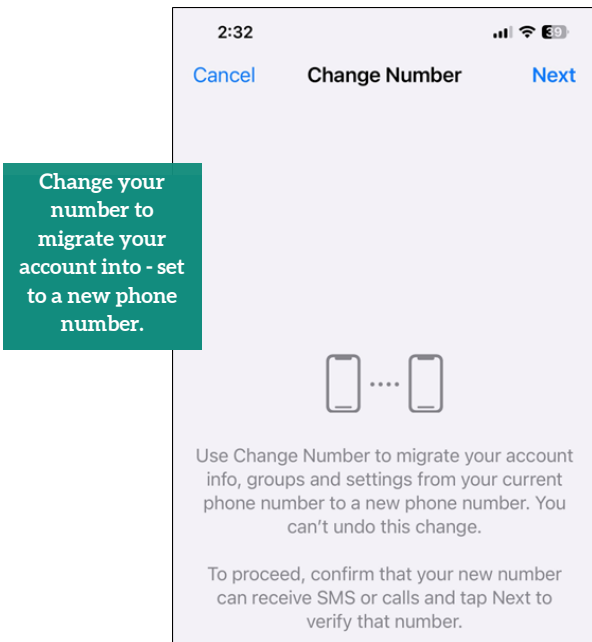 2:32
39
Cancel Change Number Next
Change your
number to
migrate your
account into - set
to a new phone
number.
Use Change Number to migrate your account
info, groups and settings from your current
phone number to a new phone number. You
can't undo this change.
To proceed, confirm that your new number
can receive SMS or calls and tap Next to
verify that number.